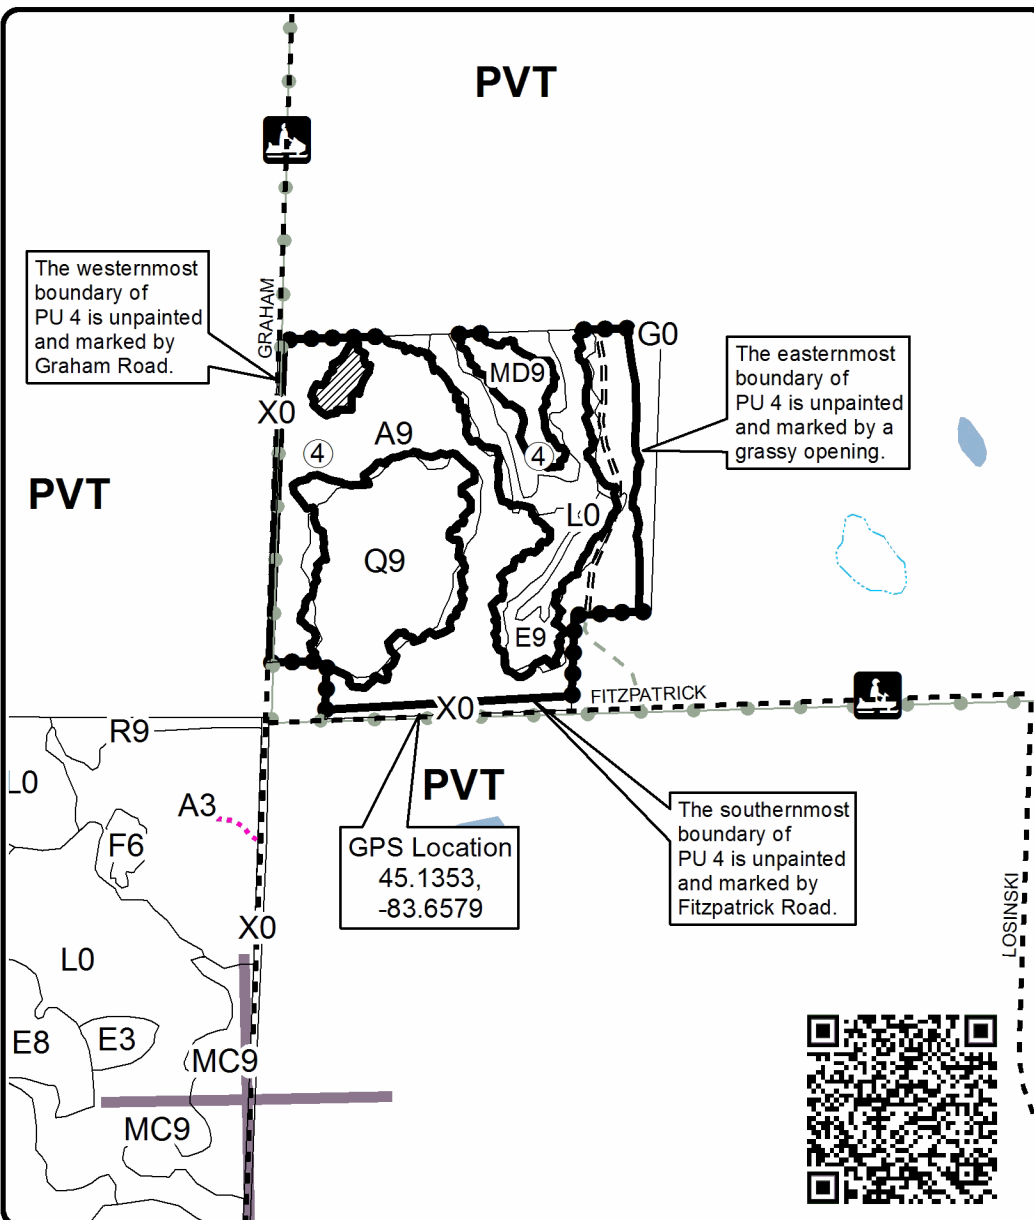 PVT
The westernmost
boundary of
PU 4 is unpainted
and marked by
Graham Road.
GRAHAM
G0
MD9
The easternmost
boundary of
PU 4 is unpainted
and marked by a
grassy opening.
X0
A9
4
4
PVT
L0
Q9
E9
FITZPATRICK
X0
R9
PVT
L0
A3
F6
The southernmost
boundary of
PU 4 is unpainted
and marked by
Fitzpatrick Road.
GPS Location
45.1353,
-83.6579
X0
LOSINSKI
L0
E8
E3
MC9
MC9